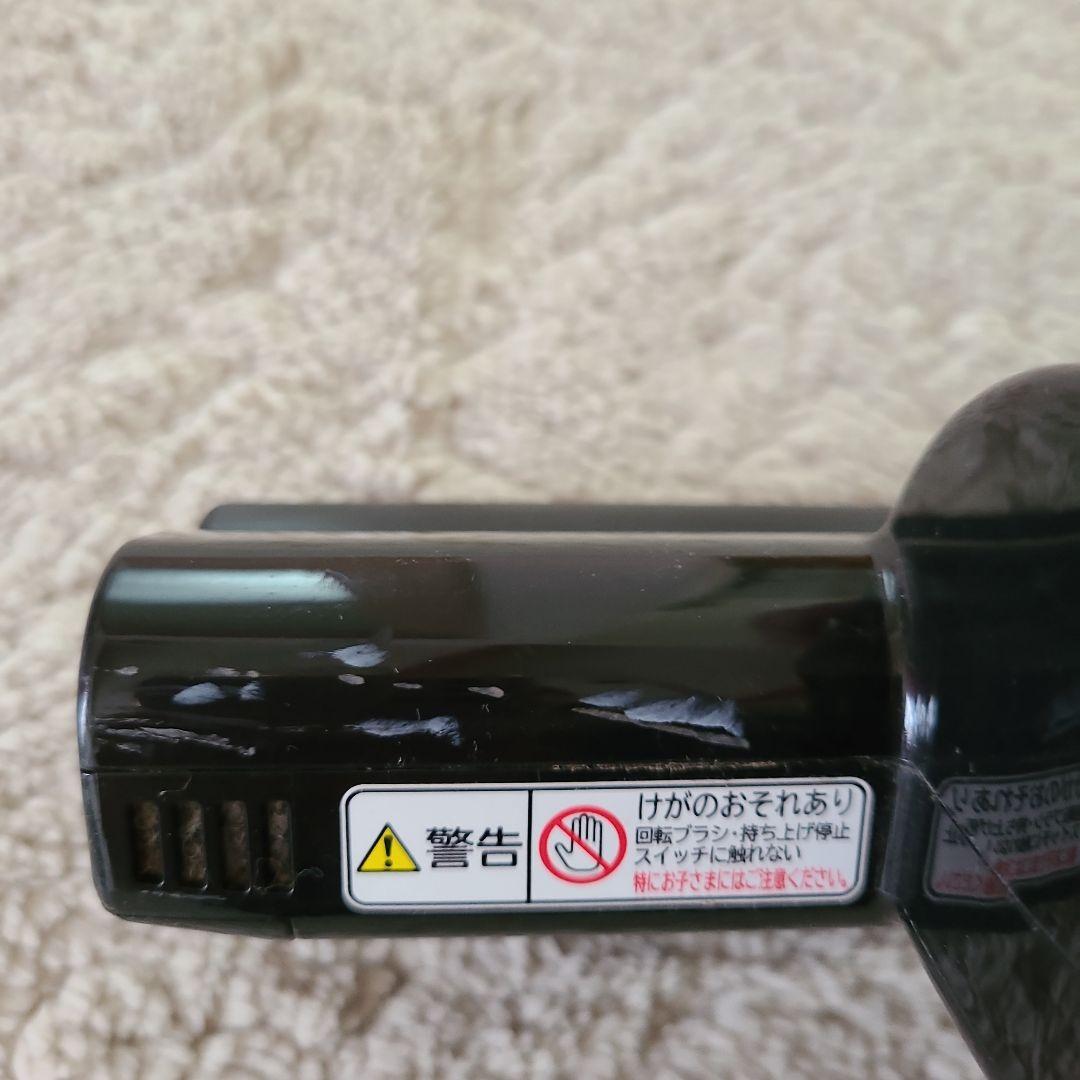 警告
けがのおそれあり
回転ブラシ・持ち上げ停止
スイッチに触れない
特にお子さまにはご注意ください。